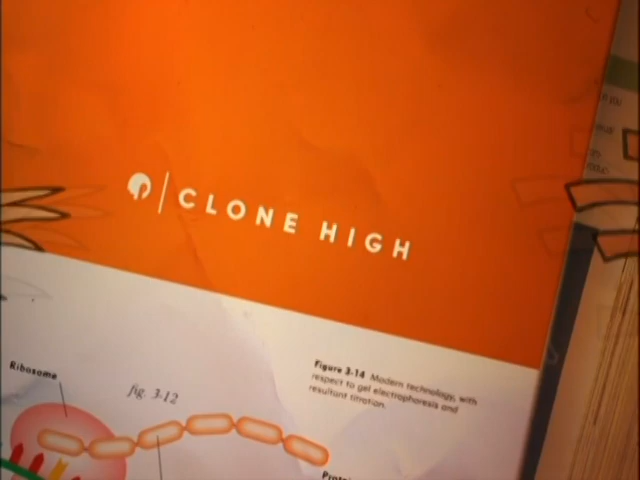 CLONE HIGH
Figure 3-14 Modern technology, with
respect to gel electrophoresis and
resultant titration.
Ribosome
fig. 3-12